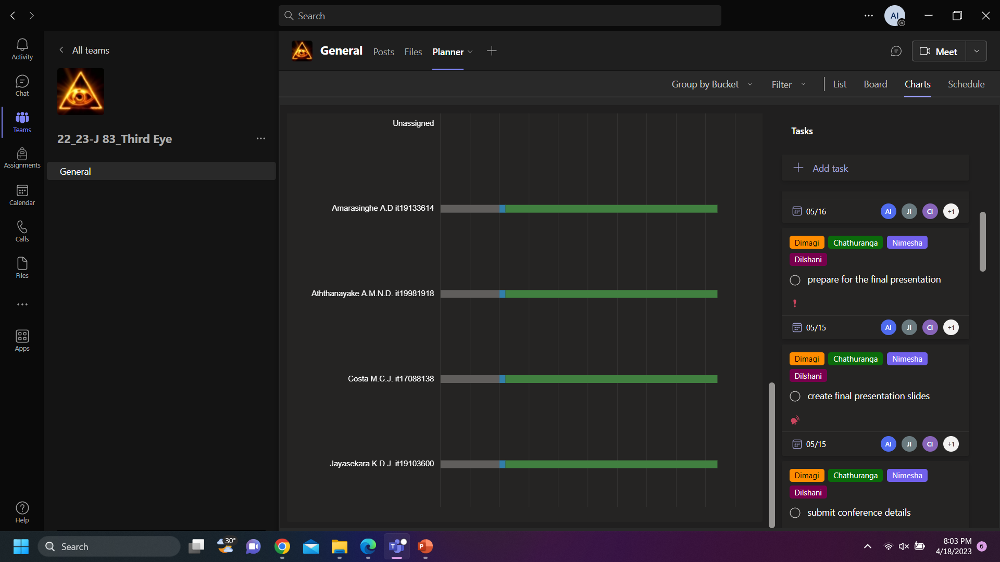 Search
AI
Activity
Chat
Teams
Assignments
Calendar
Calls
Files
Apps
Help
All teams
22_23-J 83_Third Eye
General
General
Posts
Files
Planner
Meet
Group by Bucket
Filter
List
Board
Charts
Schedule
Unassigned
Amarasinghe A.D it19133614
Aththanayake A.M.N.D. it19981918
Costa M.C.J. it17088138
Jayasekara K.D.J. it19103600
Tasks
Add task
05/16
AI JI CI +1
Dimagi Chathuranga Nimesha
Dilshani
prepare for the final presentation
05/15
AI JI CI +1
Dimagi Chathuranga Nimesha
Dilshani
create final presentation slides
05/15
AI JI CI +1
Dimagi Chathuranga Nimesha
Dilshani
submit conference details
Search
30°
8:03 PM
4/18/2023
6